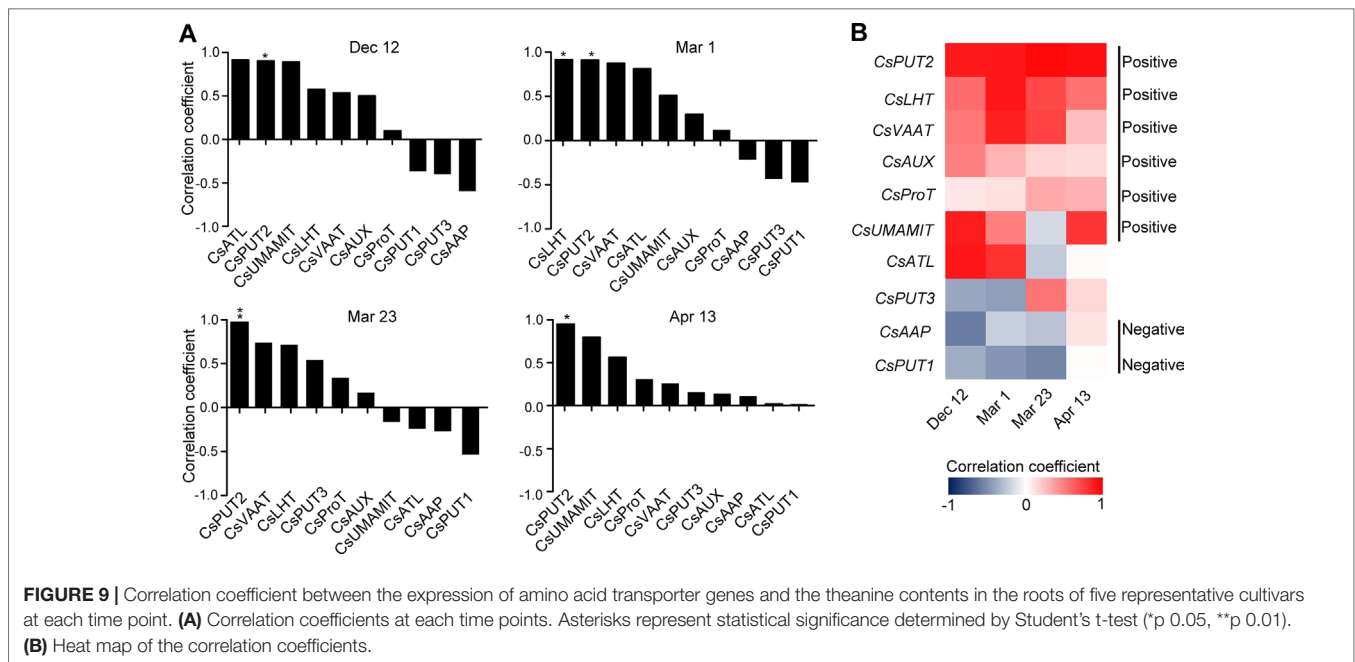 A
Dec 12
Correlation coefficient
1.0
0.5
0.0
-0.5
-1.0
*
CsATL
CsPUT2
CsUMAMIT
CsLHT
CsVAAT
CsAUX
CsProT
CsPUT1
CsPUT3
CsAAP
Mar 1
1.0
0.5
0.0
-0.5
-1.0
*
*
CsLHT
CsPUT2
CsVAAT
CsATL
CsUMAMIT
CsAUX
CsProT
CsAAP
CsPUT3
CsPUT1
Mar 23
Correlation coefficient
1.0
0.5
0.0
-0.5
-1.0
**
CsPUT2
CsVAAT
CsLHT
CsPUT3
CsProT
CsAUX
CsUMAMIT
CsATL
CsAAP
CsPUT1
Apr 13
1.0
0.5
0.0
-0.5
-1.0
*
CsPUT2
CsUMAMIT
CsLHT
CsProT
CsVAAT
CsPUT3
CsAUX
CsAAP
CsATL
CsPUT1
B
CsPUT2 Positive
CsLHT Positive
CsVAAT Positive
CsAUX Positive
CsProT Positive
CsUMAMIT Positive
CsATL
CsPUT3
CsAAP Negative
CsPUT1 Negative
Dec 12 Mar 1 Mar 23 Apr 13
Correlation coefficient
-1 0 1
FIGURE 9 | Correlation coefficient between the expression of amino acid transporter genes and the theanine contents in the roots of five representative cultivars
at each time point. (A) Correlation coefficients at each time points. Asterisks represent statistical significance determined by Student's t-test (*p 0.05, **p 0.01).
(B) Heat map of the correlation coefficients.